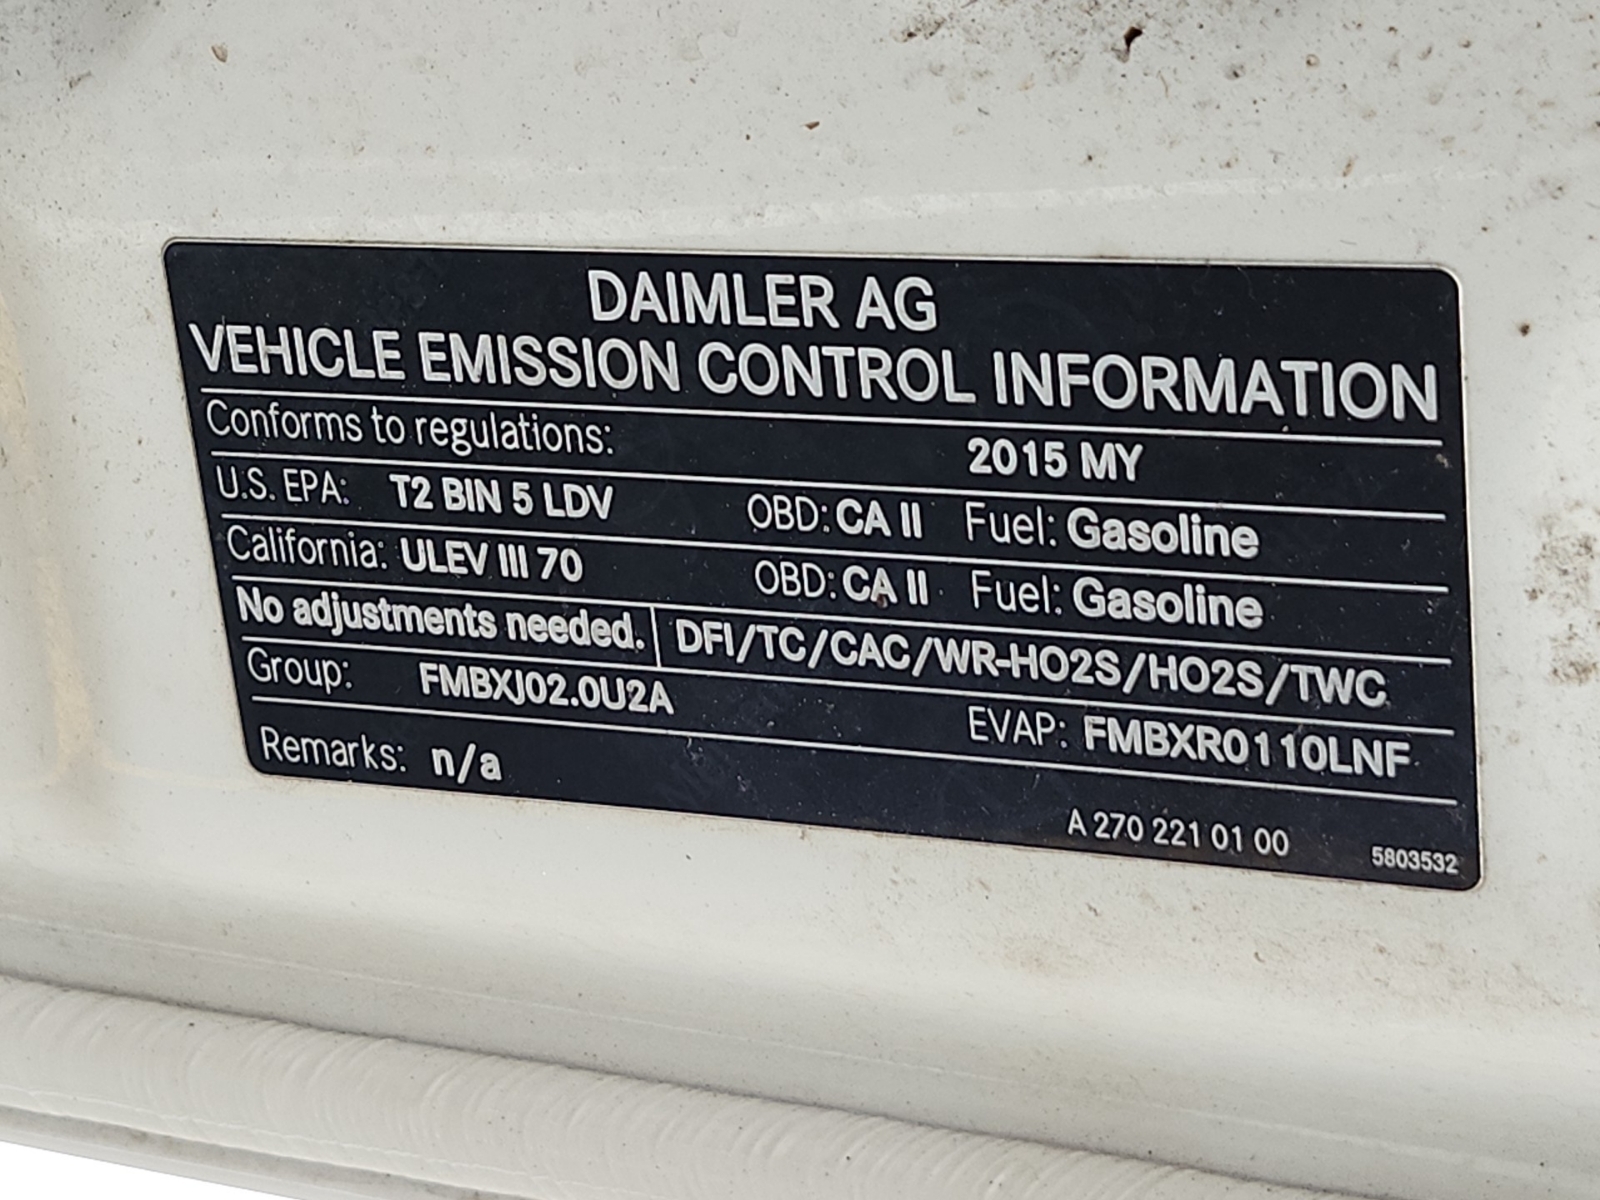 DAIMLER AG
VEHICLE EMISSION CONTROL INFORMATION
Conforms to regulations: 2015 MY
U.S. EPA: T2 BIN 5 LDV OBD: CA II Fuel: Gasoline
California: ULEV III 70 OBD: CA II Fuel: Gasoline
No adjustments needed. DFI/TC/CAC/WR-HO2S/HO2S/TWC
Group: FMBXJ02.0U2A EVAP: FMBXR0110LNF
Remarks: n/a
A 270 221 01 00 5803532